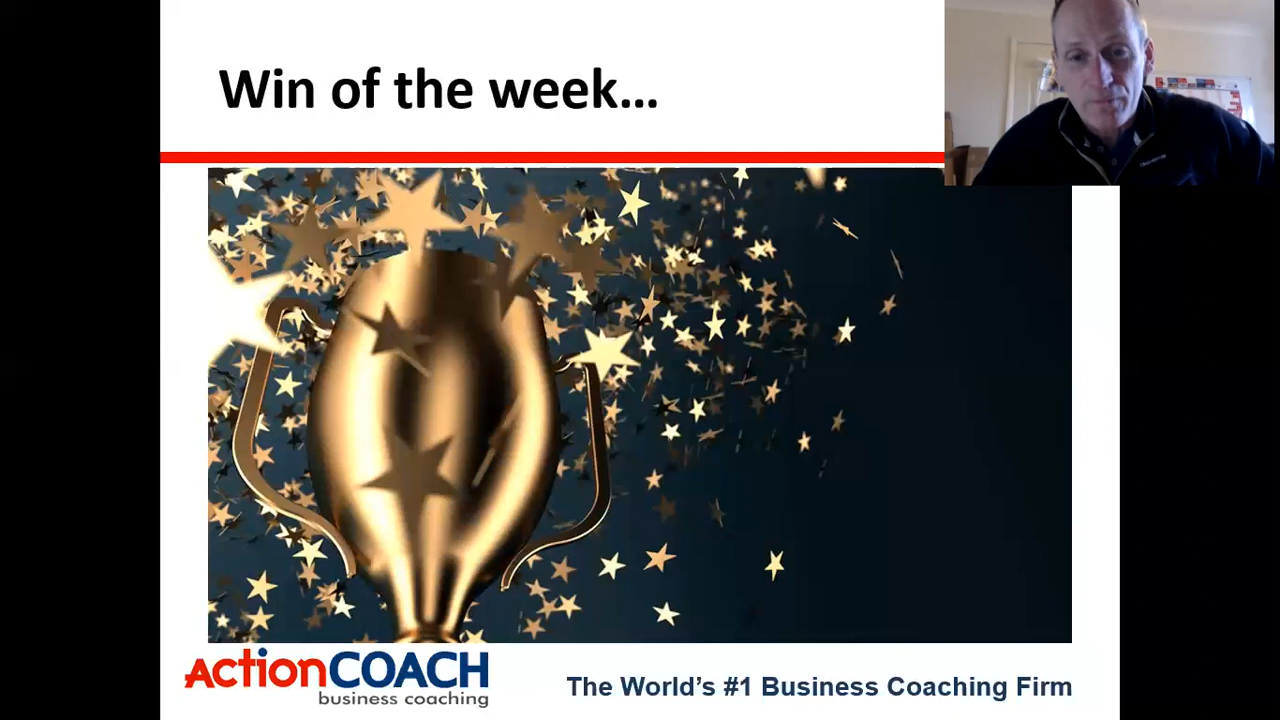 Win of the week…
ActionCOACH
business coaching
The World's #1 Business Coaching Firm